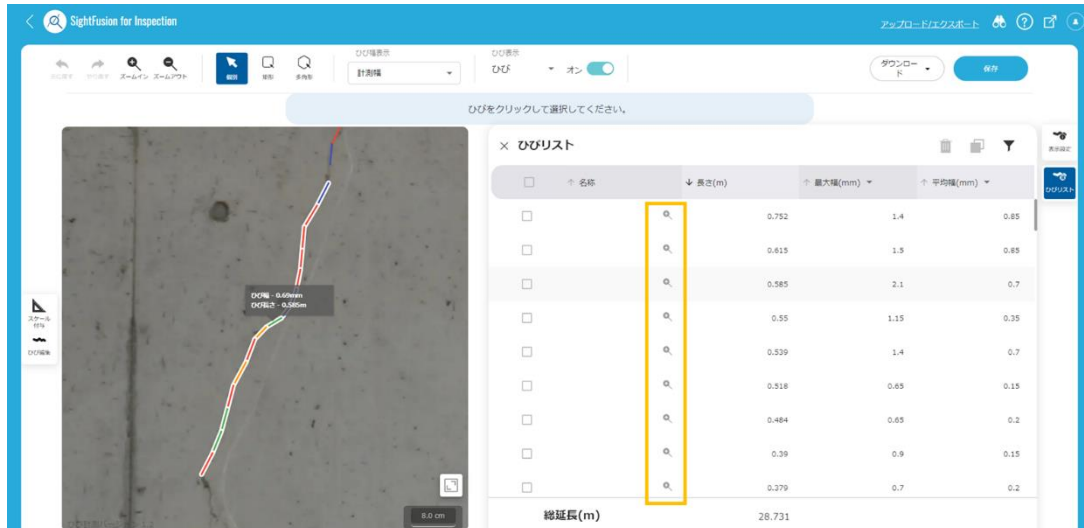 SightFusion for Inspection
アップロード/エクスポート
ズームイン
ズームアウト
個別
矩形
多角形
ひび幅表示
計測幅
ひび表示
ひび
オン
ダウンロー
ド
保存
ひびをクリックして選択してください。
スケール
付与
ひび編集
ひび幅 - 0.69mm
ひび長さ - 0.585m
8.0 cm
× ひびリスト
名称 長さ(m) 最大幅(mm) 平均幅(mm)
0.752 1.4 0.85
0.615 1.5 0.85
0.585 2.1 0.7
0.55 1.15 0.35
0.539 1.4 0.7
0.518 0.65 0.15
0.484 0.65 0.2
0.39 0.9 0.15
0.379 0.7 0.2
総延長(m) 28.731
表示設定
ひびリスト